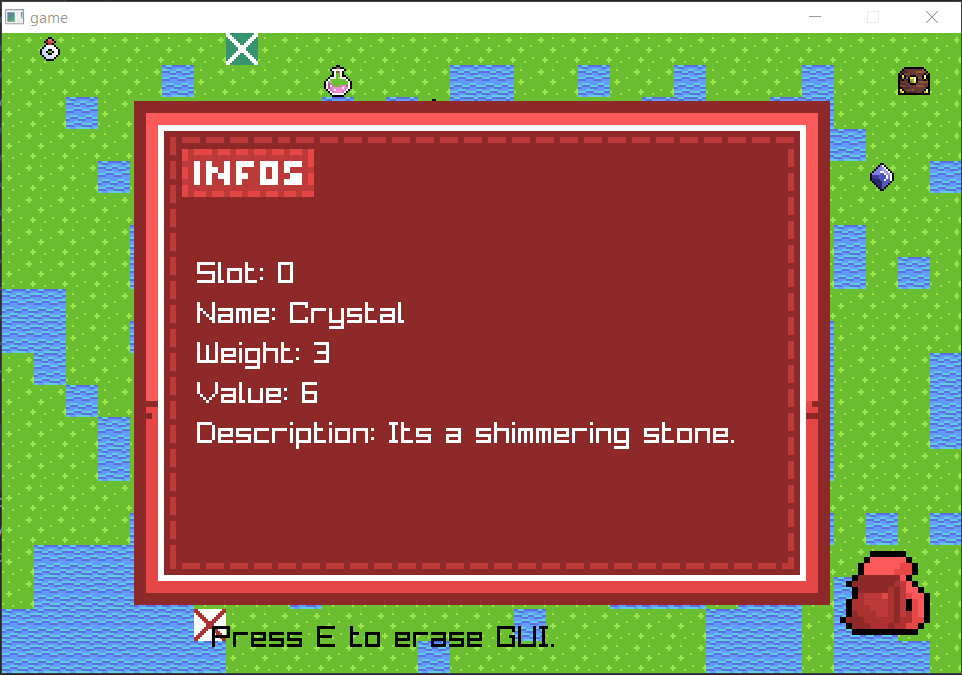 game
INFOS
Slot: 0
Name: Crystal
Weight: 3
Value: 6
Description: Its a shimmering stone.
Press E to erase GUI.